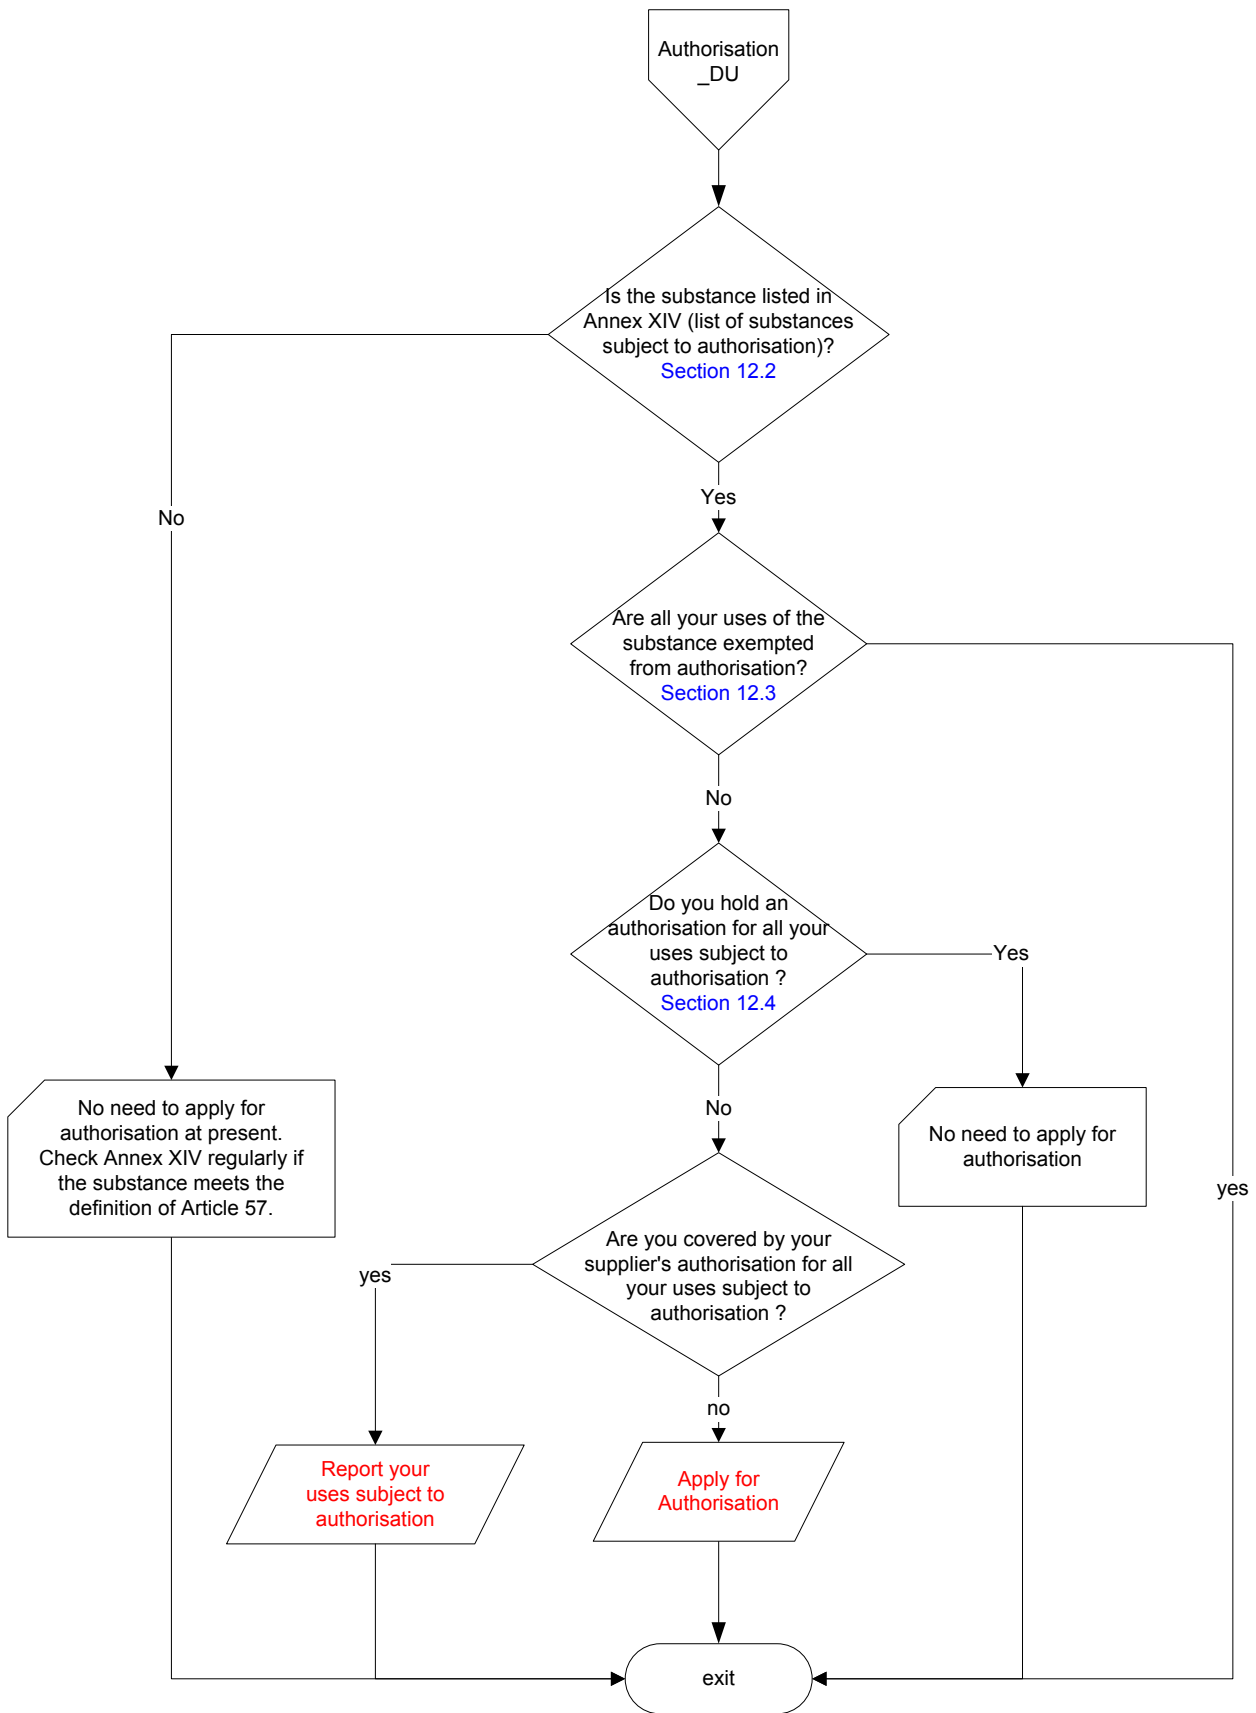 Authorisation
_DU
Is the substance listed in
Annex XIV (list of substances
subject to authorisation)?
Section 12.2
No
Yes
Are all your uses of the
substance exempted
from authorisation?
Section 12.3
No
Do you hold an
authorisation for all your
uses subject to
authorisation ?
Section 12.4
Yes
No
No need to apply for
authorisation at present.
Check Annex XIV regularly if
the substance meets the
definition of Article 57.
No need to apply for
authorisation
yes
Are you covered by your
supplier's authorisation for all
your uses subject to
authorisation ?
yes
no
Report your
uses subject to
authorisation
Apply for
Authorisation
exit